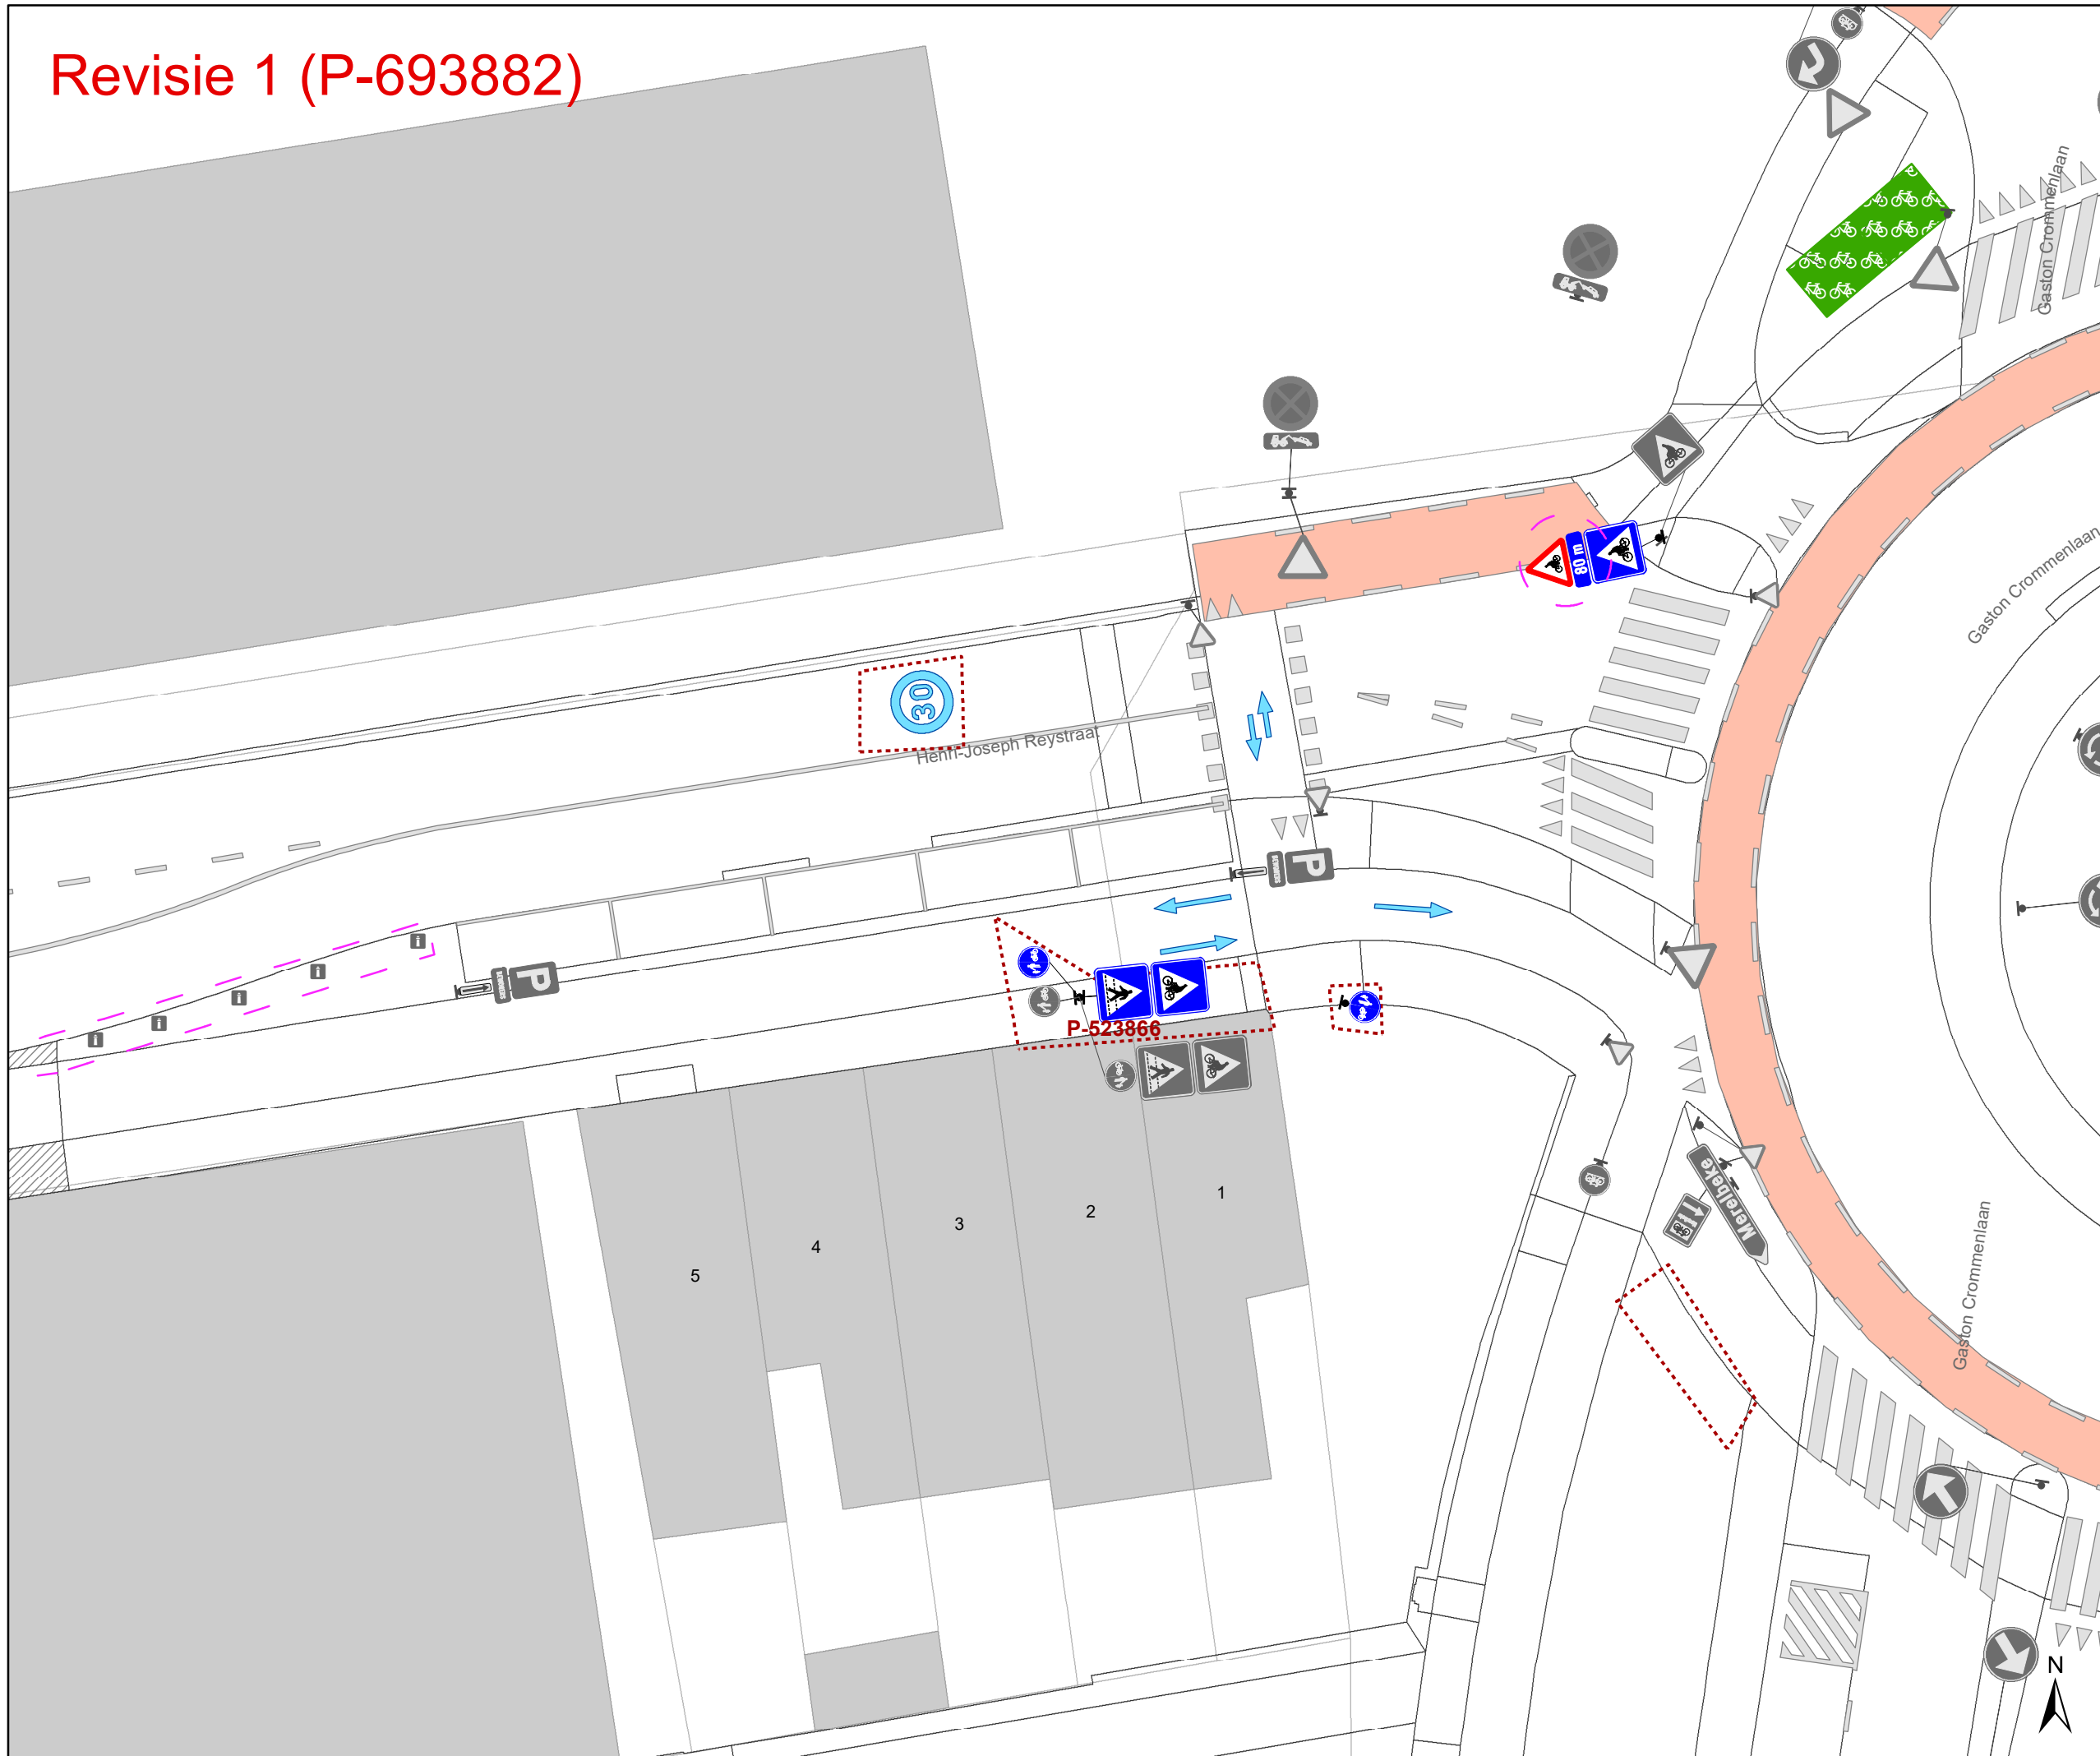 Revisie 1 (P-693882)
Gaston Crommenlaan
Gaston Crommenlaan
80 m
30
Henri-Joseph Reystraat
P
P
P-523866
1
2
3
4
5
Merelbeke
Gaston Crommenlaan
N